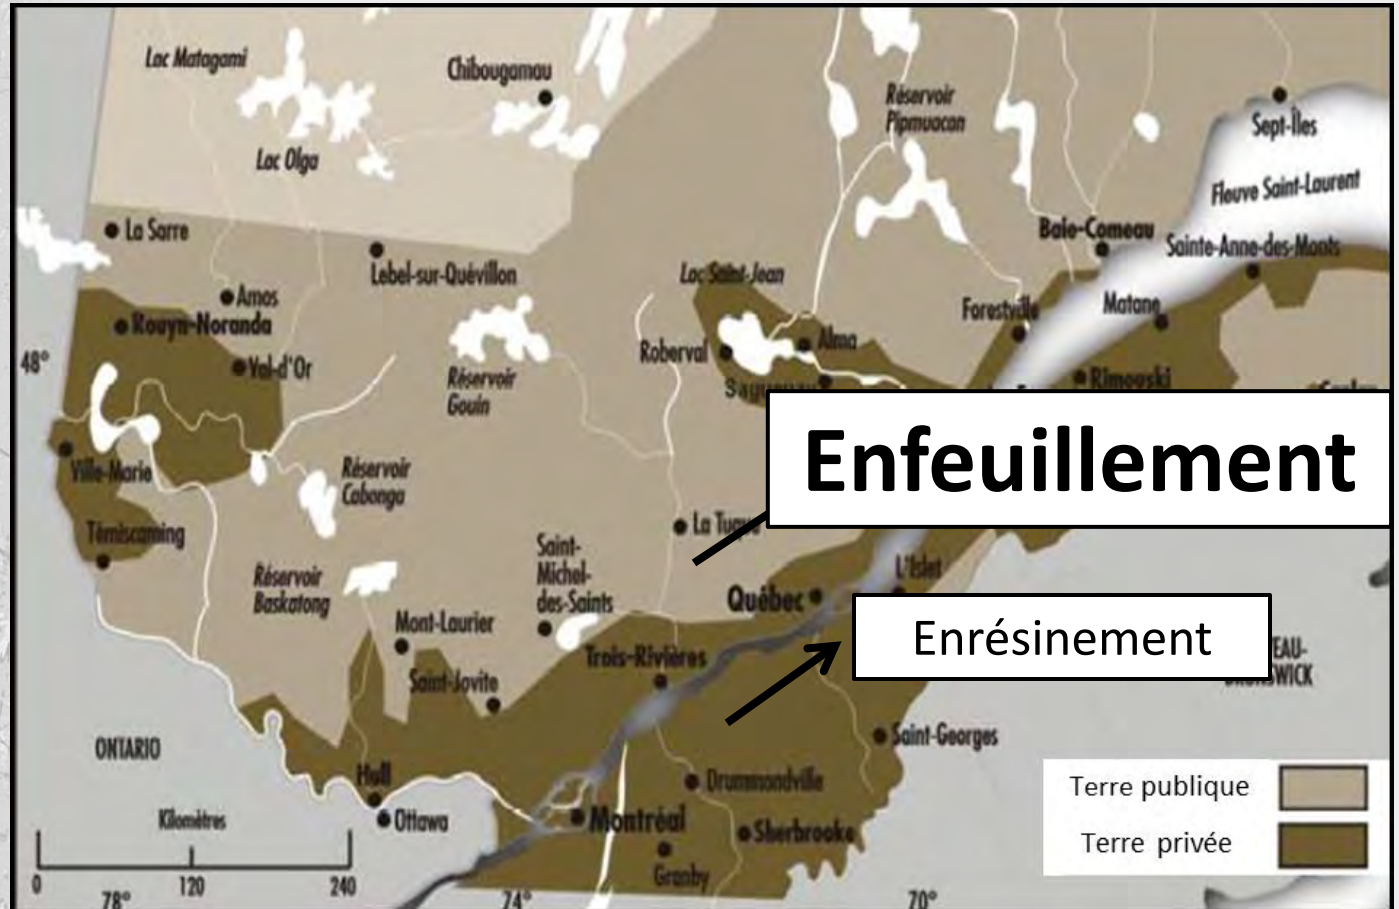 Lac Matagami
Chibougamau
Lac Olga
Réservoir
Pipmuacan
Sept-Îles
Fleuve Saint-Laurent
La Sarre
Lebel-sur-Quévillon
Baie-Comeau
Sainte-Anne-des-Monts
Amos
Rouyn-Noranda
Val-d'Or
Lac Saint-Jean
Forestville
Matane
48°
Réservoir
Gouin
Roberval
Alma
Rimouski
Enfeuillement
Ville-Marie
Réservoir
Cabonga
Témiscaming
La Tuque
Saint-
Michel-
des-Saints
Réservoir
Baskatong
Québec
L'Islet
Mont-Laurier
Enrésinement
Trois-Rivières
Saint-Jovite
EAU-
BRUNSWICK
ONTARIO
Saint-Georges
Hull
Drummondville
Terre publique
Kilomètres
Ottawa
Montréal
Sherbrooke
Terre privée
Granby
0
120
240
78°
74°
70°